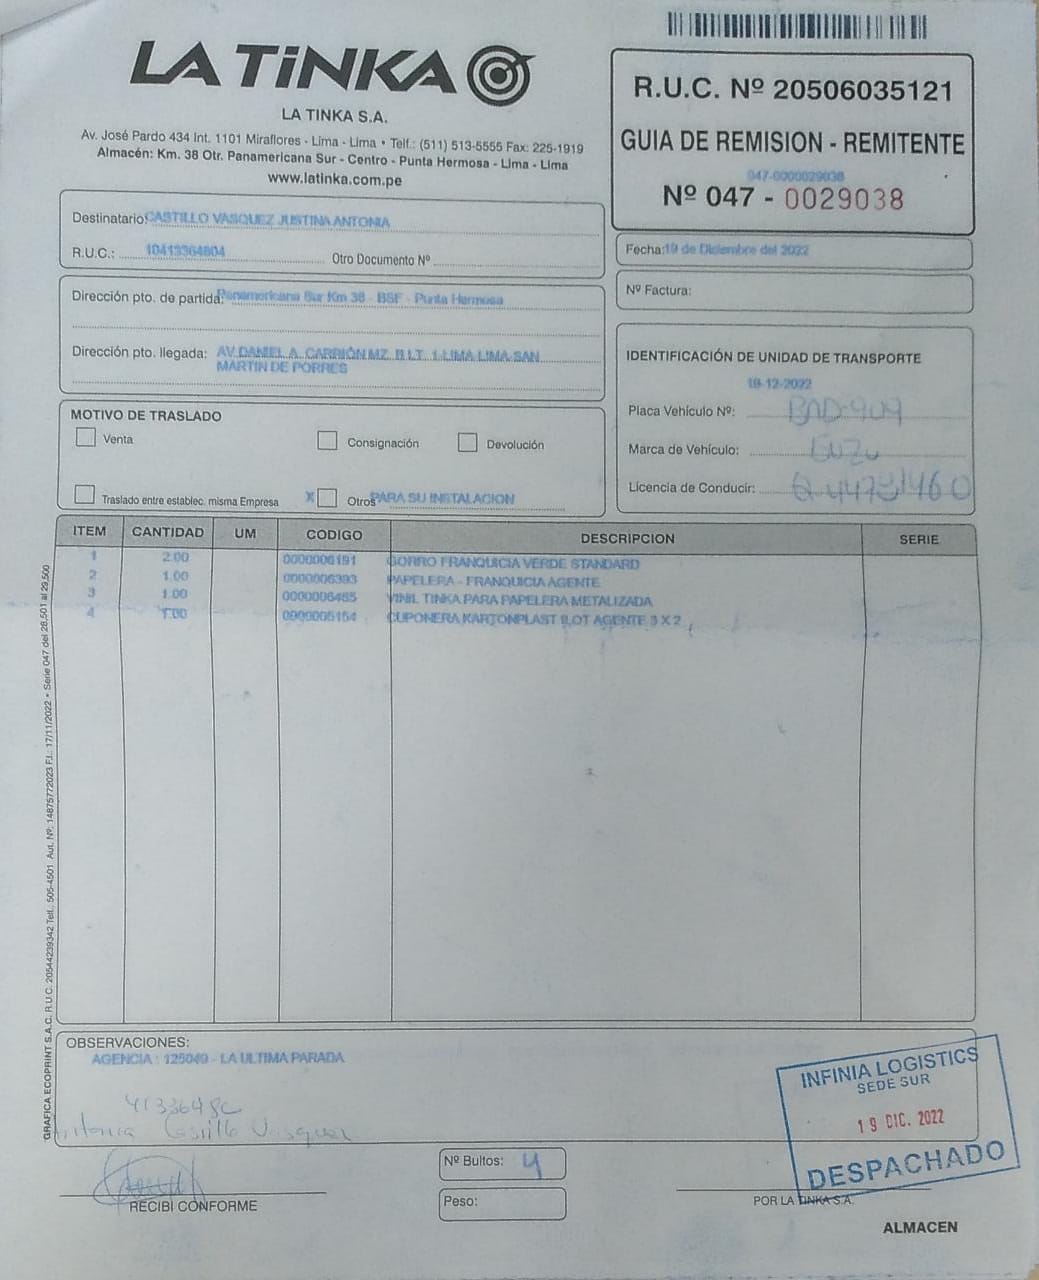 LA TiNKA
LA TINKA S.A.
Av. José Pardo 434 Int. 1101 Miraflores - Lima - Lima • Telf.: (511) 513-5555 Fax: 225-1919
Almacén: Km. 38 Otr. Panamericana Sur - Centro - Punta Hermosa - Lima - Lima
www.latinka.com.pe
R.U.C. Nº 20506035121
GUIA DE REMISION - REMITENTE
047-0000029038
Nº 047 - 0029038
Destinatario: CASTILLO VASQUEZ JUSTINA ANTONIA
R.U.C.: 10413364804 Otro Documento Nº
Fecha: 19 de Diciembre del 2022
Nº Factura:
Dirección pto. de partida: Panamericana Sur Km 38 - BSF - Punta Hermosa
Dirección pto. llegada: AV DANIEL A. CARRIÓN MZ. B LT. 1 LIMA LIMA SAN
MARTIN DE PORRES
IDENTIFICACIÓN DE UNIDAD DE TRANSPORTE
19-12-2022
Placa Vehículo Nº: BAD-909
Marca de Vehículo:
Licencia de Conducir:
MOTIVO DE TRASLADO
Venta Consignación Devolución
Traslado entre establec. misma Empresa X Otros PARA SU INSTALACION
ITEM CANTIDAD UM CODIGO DESCRIPCION SERIE
1 2.00 0000006191 GORRO FRANQUICIA VERDE STANDARD
2 1.00 0000006393 PAPELERA - FRANQUICIA AGENTE
3 1.00 0000006465 VINIL TINKA PARA PAPELERA METALIZADA
4 1.00 0000006154 CUPONERA KARTONPLAST ILOT AGENTE 3 X 2
GRAFICA ECOPRINT S.A.C. R.U.C. 20544239342 Telf.: 505-4501 Aut. Nº: 14875772023 F.I.: 17/11/2022 • Serie 047 del 28,501 al 29,500
OBSERVACIONES:
AGENCIA : 125049 - LA ULTIMA PARADA
Antonia Castillo Vasquez
INFINIA LOGISTICS
SEDE SUR
19 DIC. 2022
DESPACHADO
Nº Bultos: 4
Peso:
RECIBI CONFORME
POR LA TINKA S.A.
ALMACEN